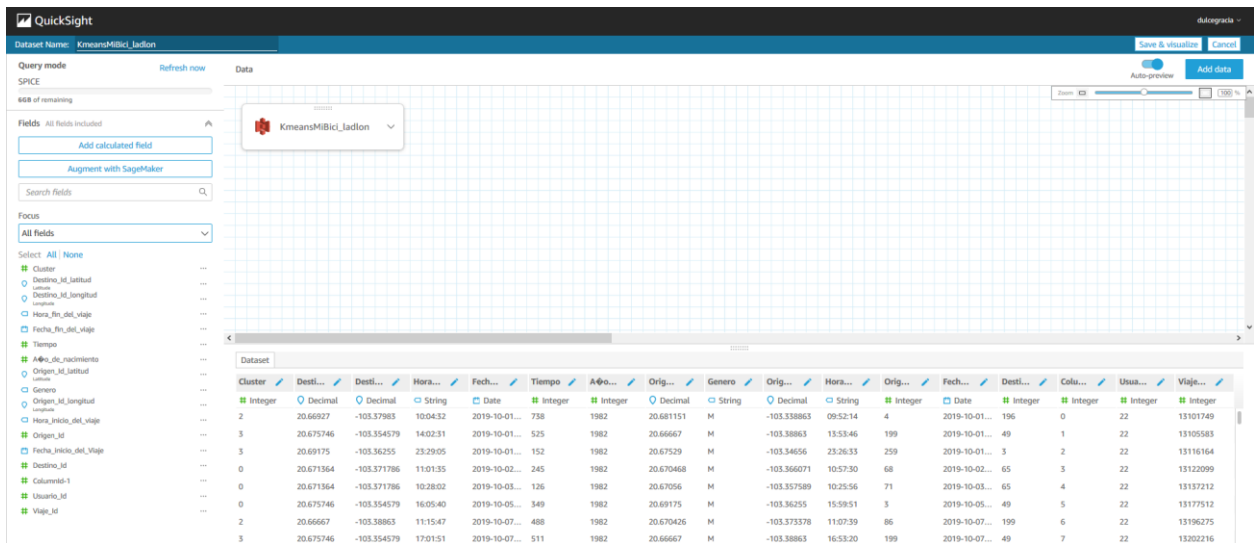 QuickSight
dulcegracia
Dataset Name: KmeansMiBici_ladlon
Save & visualize Cancel
Query mode Refresh now
SPICE
6GB of remaining
Data
Auto-preview
Add data
Zoom 100 %
Fields All fields included
Add calculated field
Augment with SageMaker
Search fields
Focus
All fields
Select All | None
Cluster
Destino_Id_latitud
Latitude
Destino_Id_longitud
Longitude
Hora_fin_del_viaje
Fecha_fin_del_viaje
Tiempo
A�o_de_nacimiento
Origen_Id_latitud
Latitude
Genero
Origen_Id_longitud
Longitude
Hora_inicio_del_viaje
Origen_Id
Fecha_inicio_del_Viaje
Destino_Id
ColumnId-1
Usuario_Id
Viaje_Id
KmeansMiBici_ladlon
Dataset
Cluster Desti... Desti... Hora... Fech... Tiempo A�o... Orig... Genero Orig... Hora... Orig... Fech... Desti... Colu... Usua... Viaje...
# Integer Decimal Decimal String Date # Integer # Integer Decimal String Decimal String # Integer Date # Integer # Integer # Integer # Integer
2 20.66927 -103.37983 10:04:32 2019-10-01... 738 1982 20.681151 M -103.338863 09:52:14 4 2019-10-01... 196 0 22 13101749
3 20.675746 -103.354579 14:02:31 2019-10-01... 525 1982 20.66667 M -103.38863 13:53:46 199 2019-10-01... 49 1 22 13105583
3 20.69175 -103.36255 23:29:05 2019-10-01... 152 1982 20.67529 M -103.34656 23:26:33 259 2019-10-01... 3 2 22 13116164
0 20.671364 -103.371786 11:01:35 2019-10-02... 245 1982 20.670468 M -103.366071 10:57:30 68 2019-10-02... 65 3 22 13122099
0 20.671364 -103.371786 10:28:02 2019-10-03... 126 1982 20.67056 M -103.357589 10:25:56 71 2019-10-03... 65 4 22 13137212
0 20.675746 -103.354579 16:05:40 2019-10-05... 349 1982 20.69175 M -103.36255 15:59:51 3 2019-10-05... 49 5 22 13177512
2 20.66667 -103.38863 11:15:47 2019-10-07... 488 1982 20.670426 M -103.373378 11:07:39 86 2019-10-07... 199 6 22 13196275
3 20.675746 -103.354579 17:01:51 2019-10-07... 511 1982 20.66667 M -103.38863 16:53:20 199 2019-10-07... 49 7 22 13202216